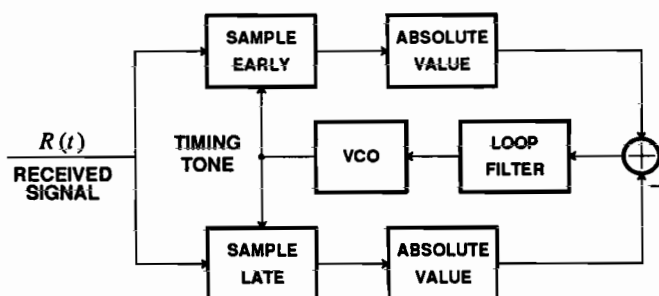 SAMPLE
EARLY
ABSOLUTE
VALUE
R(t)
RECEIVED
SIGNAL
TIMING
TONE
VCO
LOOP
FILTER
+
−
SAMPLE
LATE
ABSOLUTE
VALUE